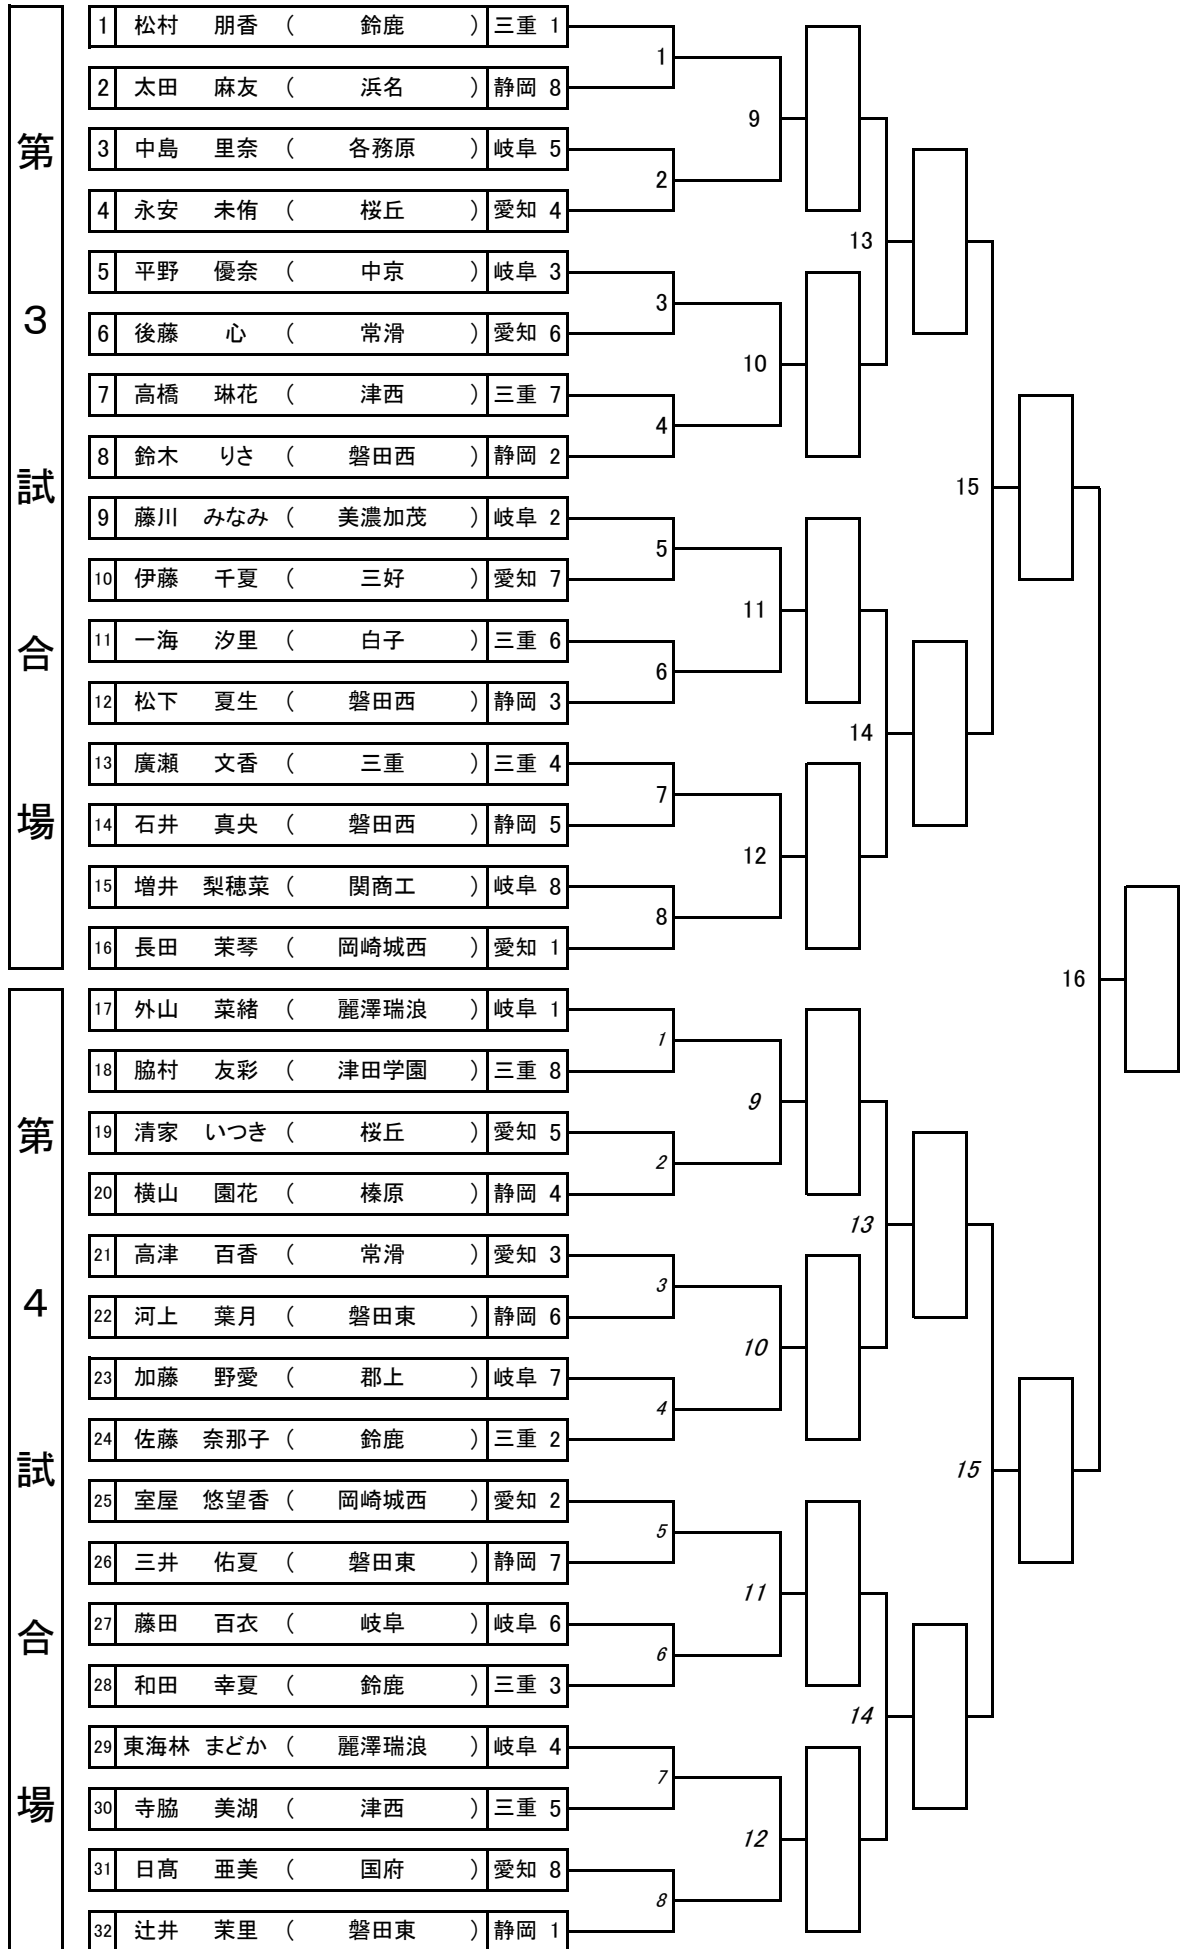 第３試合場
1 松村 朋香 （ 鈴鹿 ） 三重 1
2 太田 麻友 （ 浜名 ） 静岡 8
3 中島 里奈 （ 各務原 ） 岐阜 5
4 永安 未侑 （ 桜丘 ） 愛知 4
5 平野 優奈 （ 中京 ） 岐阜 3
6 後藤 心 （ 常滑 ） 愛知 6
7 高橋 琳花 （ 津西 ） 三重 7
8 鈴木 りさ （ 磐田西 ） 静岡 2
9 藤川 みなみ （ 美濃加茂 ） 岐阜 2
10 伊藤 千夏 （ 三好 ） 愛知 7
11 一海 汐里 （ 白子 ） 三重 6
12 松下 夏生 （ 磐田西 ） 静岡 3
13 廣瀬 文香 （ 三重 ） 三重 4
14 石井 真央 （ 磐田西 ） 静岡 5
15 増井 梨穂菜 （ 関商工 ） 岐阜 8
16 長田 茉琴 （ 岡崎城西 ） 愛知 1
1
2
3
4
5
6
7
8
9
10
11
12
13
14
15
16
第４試合場
17 外山 菜緒 （ 麗澤瑞浪 ） 岐阜 1
18 脇村 友彩 （ 津田学園 ） 三重 8
19 清家 いつき （ 桜丘 ） 愛知 5
20 横山 園花 （ 榛原 ） 静岡 4
21 高津 百香 （ 常滑 ） 愛知 3
22 河上 葉月 （ 磐田東 ） 静岡 6
23 加藤 野愛 （ 郡上 ） 岐阜 7
24 佐藤 奈那子 （ 鈴鹿 ） 三重 2
25 室屋 悠望香 （ 岡崎城西 ） 愛知 2
26 三井 佑夏 （ 磐田東 ） 静岡 7
27 藤田 百衣 （ 岐阜 ） 岐阜 6
28 和田 幸夏 （ 鈴鹿 ） 三重 3
29 東海林 まどか （ 麗澤瑞浪 ） 岐阜 4
30 寺脇 美湖 （ 津西 ） 三重 5
31 日髙 亜美 （ 国府 ） 愛知 8
32 辻井 茉里 （ 磐田東 ） 静岡 1
1
2
3
4
5
6
7
8
9
10
11
12
13
14
15